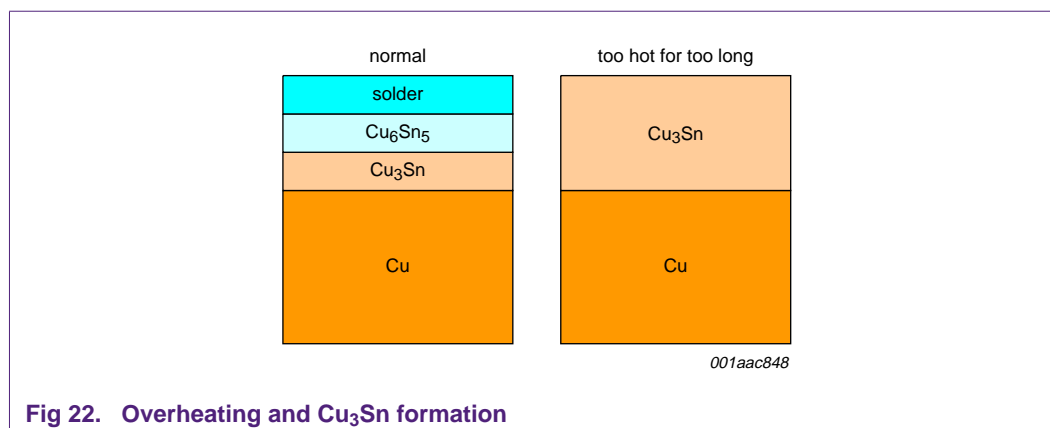 normal
too hot for too long
solder
Cu6Sn5
Cu3Sn
Cu
Cu3Sn
Cu
001aac848
Fig 22. Overheating and Cu3Sn formation